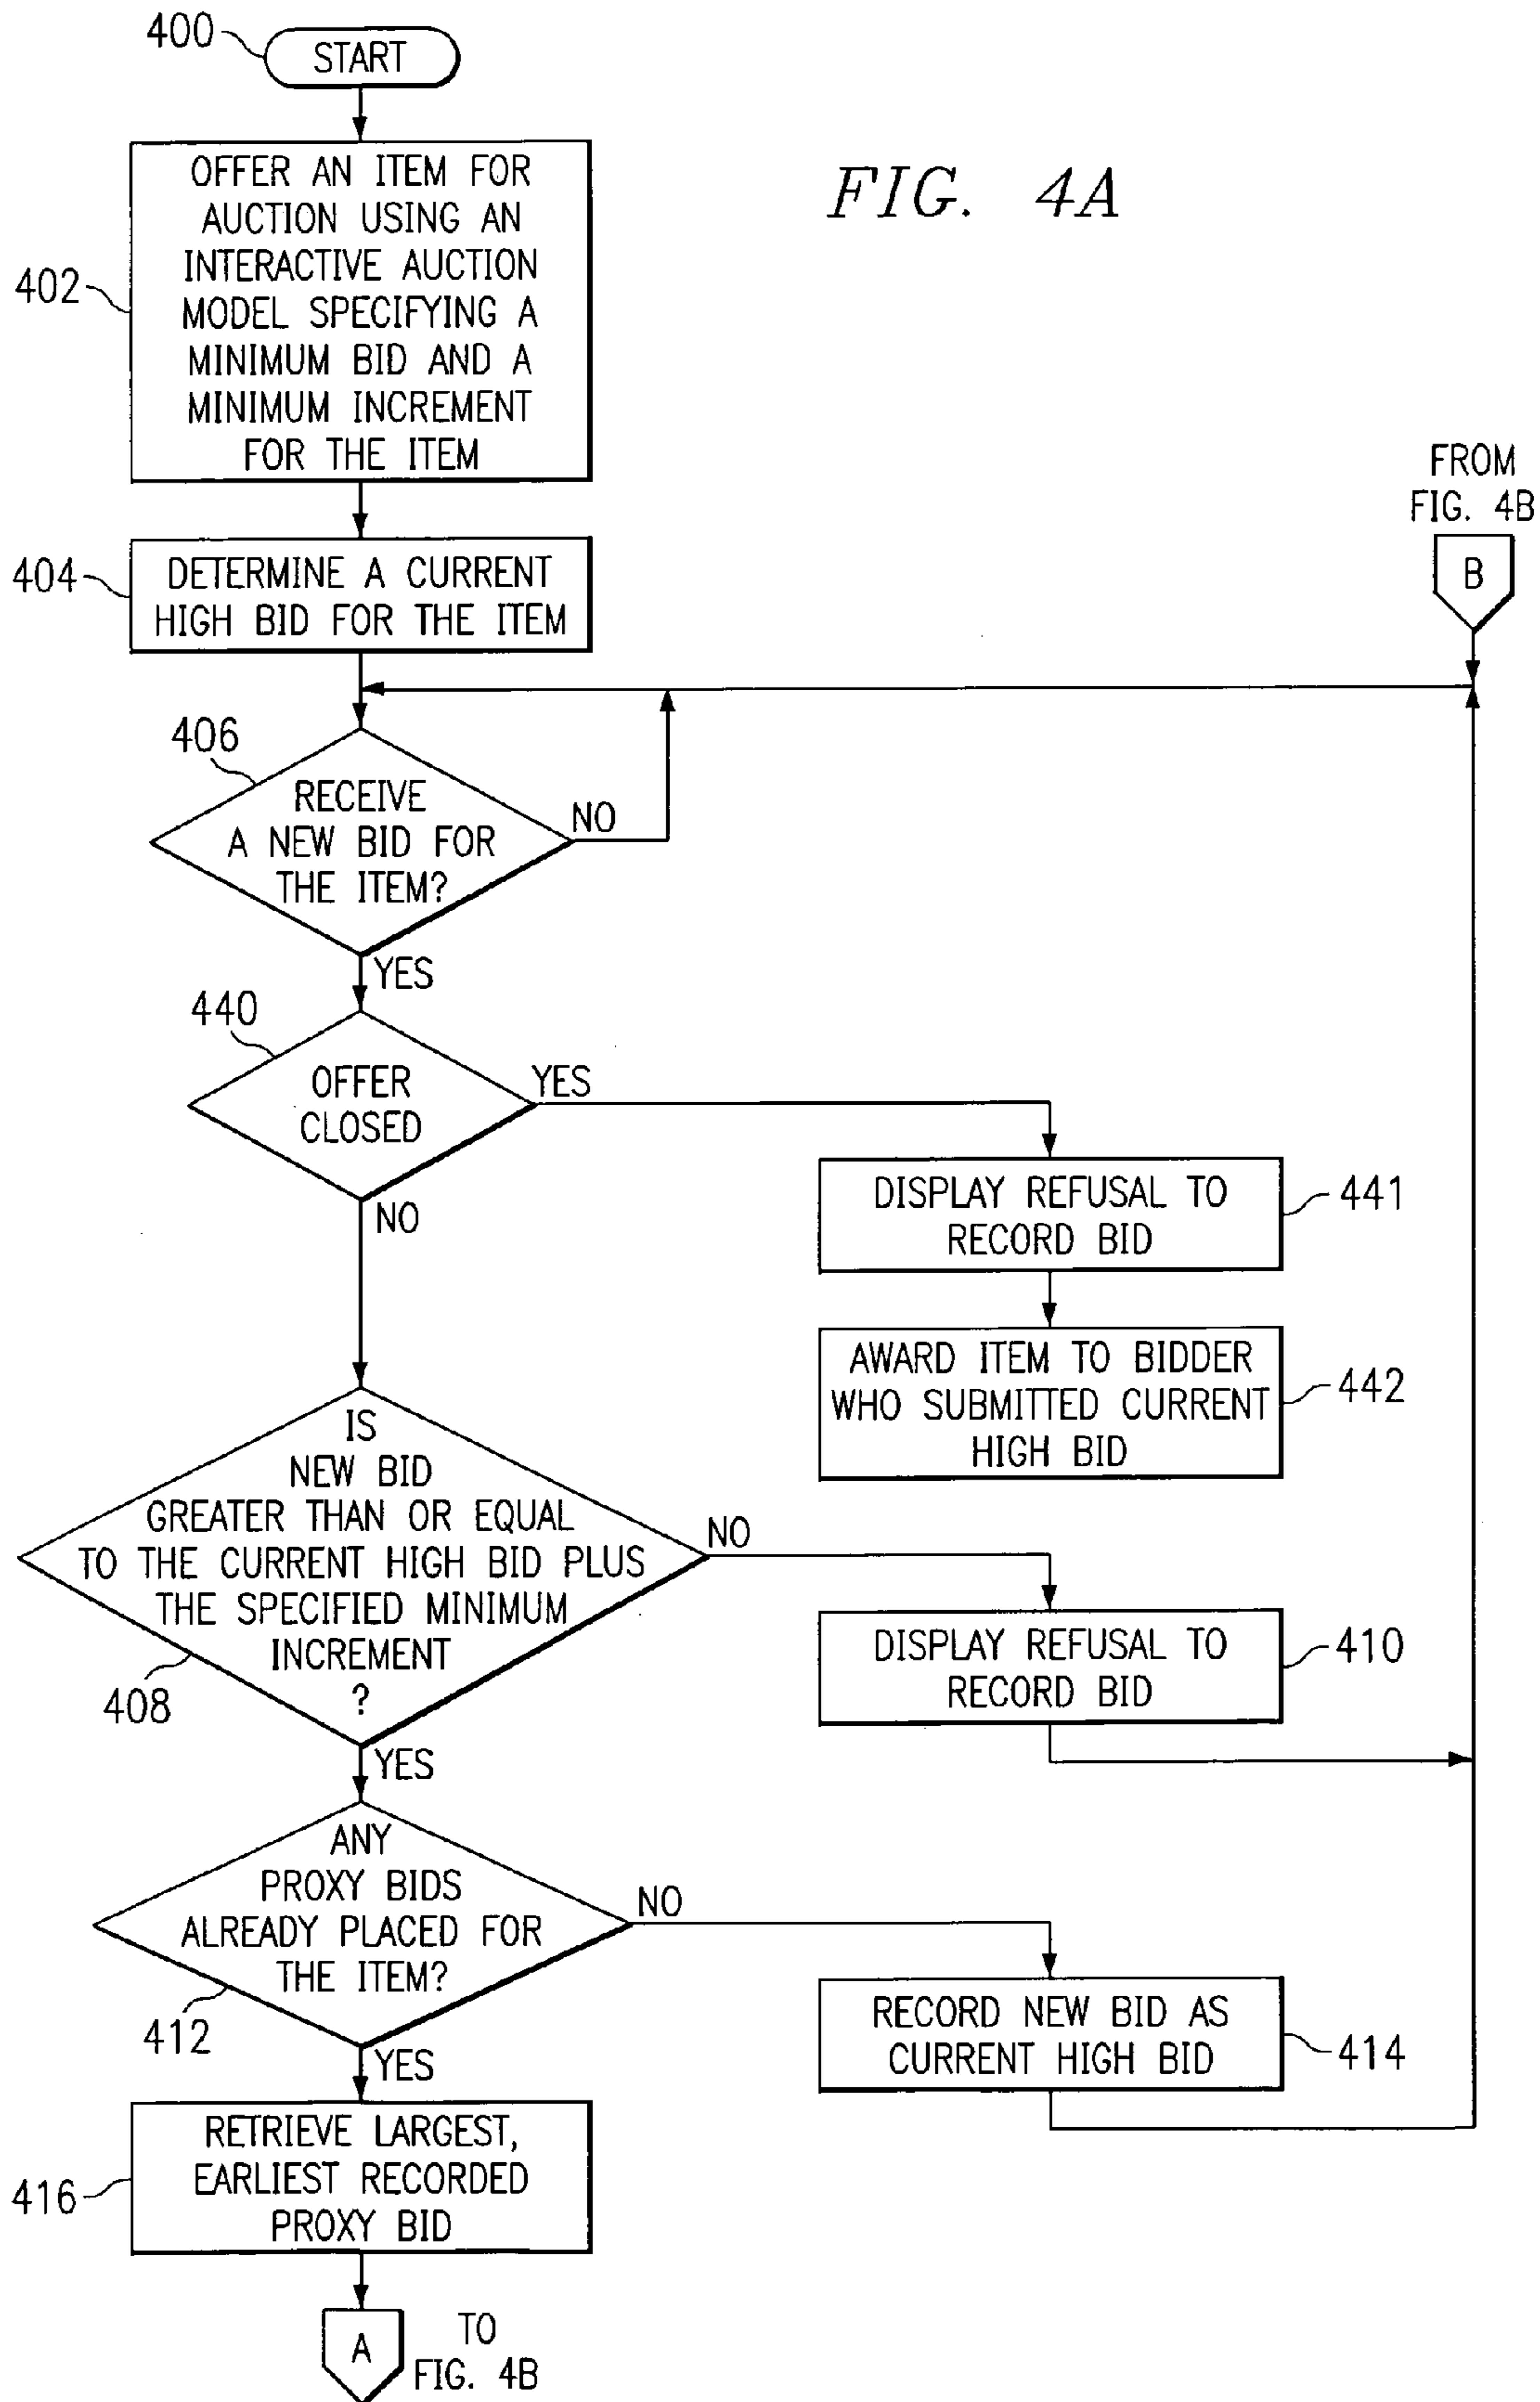 400
START
FIG. 4A
402
OFFER AN ITEM FOR
AUCTION USING AN
INTERACTIVE AUCTION
MODEL SPECIFYING A
MINIMUM BID AND A
MINIMUM INCREMENT
FOR THE ITEM
FROM
FIG. 4B
B
404
DETERMINE A CURRENT
HIGH BID FOR THE ITEM
406
RECEIVE
A NEW BID FOR
THE ITEM?
NO
YES
440
OFFER
CLOSED
YES
NO
DISPLAY REFUSAL TO
RECORD BID
441
AWARD ITEM TO BIDDER
WHO SUBMITTED CURRENT
HIGH BID
442
IS
NEW BID
GREATER THAN OR EQUAL
TO THE CURRENT HIGH BID PLUS
THE SPECIFIED MINIMUM
INCREMENT
?
408
NO
YES
DISPLAY REFUSAL TO
RECORD BID
410
ANY
PROXY BIDS
ALREADY PLACED FOR
THE ITEM?
412
NO
YES
RECORD NEW BID AS
CURRENT HIGH BID
414
416
RETRIEVE LARGEST,
EARLIEST RECORDED
PROXY BID
A
TO
FIG. 4B